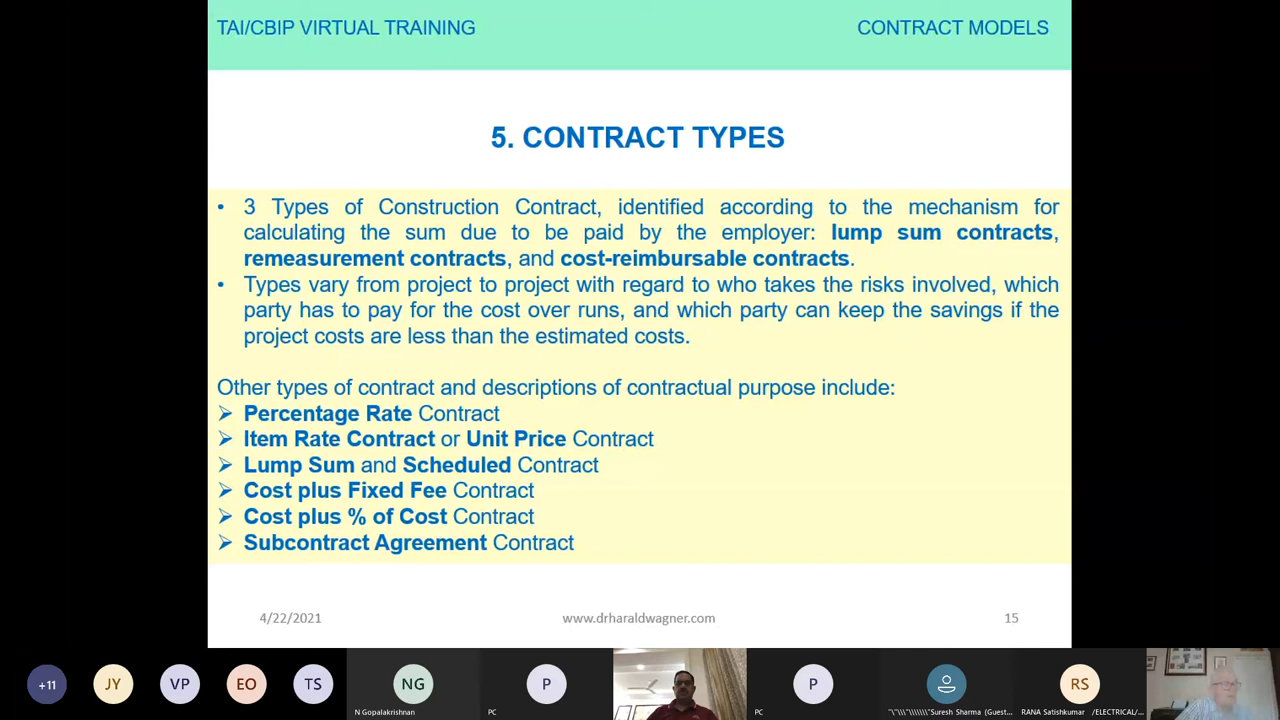 TAI/CBIP VIRTUAL TRAINING
CONTRACT MODELS
5. CONTRACT TYPES
• 3 Types of Construction Contract, identified according to the mechanism for
calculating the sum due to be paid by the employer: lump sum contracts,
remeasurement contracts, and cost-reimbursable contracts.
• Types vary from project to project with regard to who takes the risks involved, which
party has to pay for the cost over runs, and which party can keep the savings if the
project costs are less than the estimated costs.
Other types of contract and descriptions of contractual purpose include:
➢ Percentage Rate Contract
➢ Item Rate Contract or Unit Price Contract
➢ Lump Sum and Scheduled Contract
➢ Cost plus Fixed Fee Contract
➢ Cost plus % of Cost Contract
➢ Subcontract Agreement Contract
4/22/2021
www.drharaldwagner.com
15
+11
JY
VP
EO
TS
NG
N Gopalakrishnan
P
PC
P
PC
"\"\\\"\\\\\\\"Suresh Sharma (Guest...
RS
RANA Satishkumar /ELECTRICAL/...